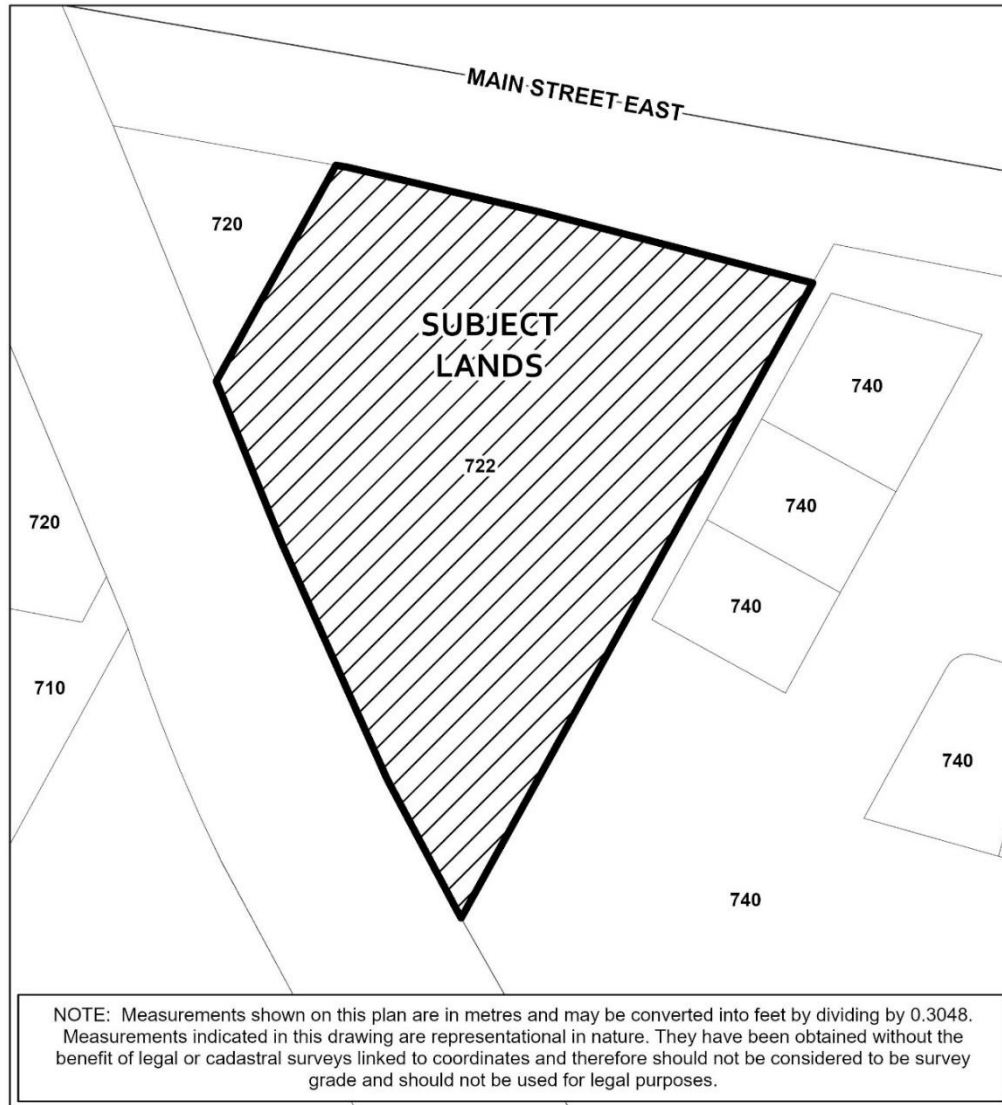 MAIN STREET EAST
720
SUBJECT
LANDS
740
722
740
720
740
710
740
740
NOTE: Measurements shown on this plan are in metres and may be converted into feet by dividing by 0.3048.
Measurements indicated in this drawing are representational in nature. They have been obtained without the
benefit of legal or cadastral surveys linked to coordinates and therefore should not be considered to be survey
grade and should not be used for legal purposes.